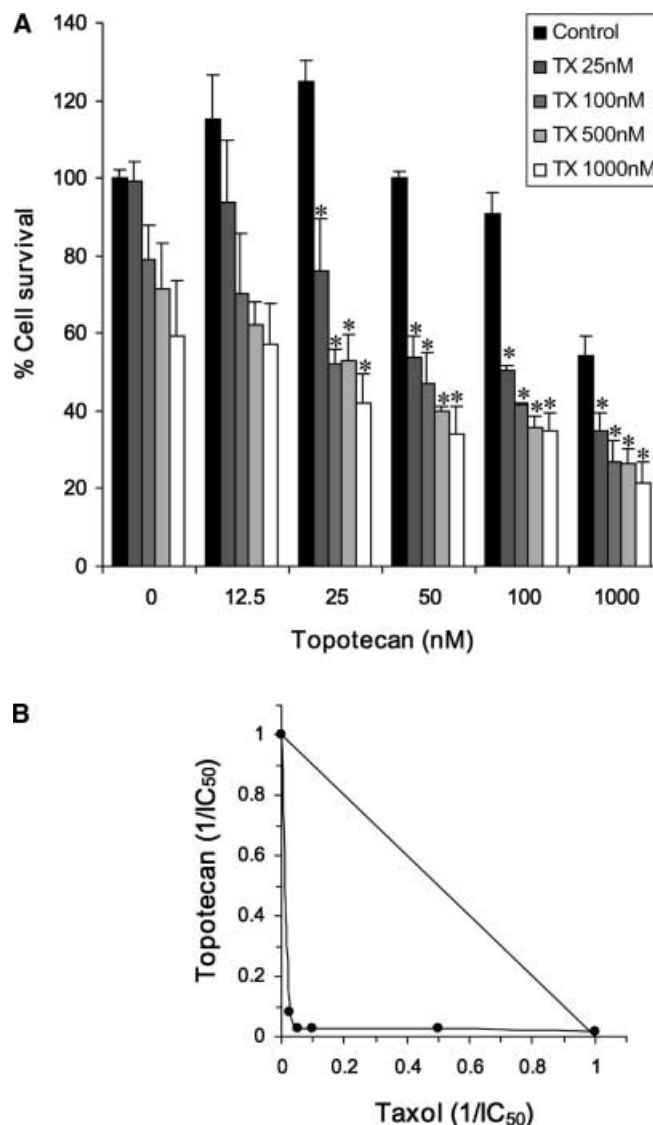 A
Control
TX 25nM
TX 100nM
TX 500nM
TX 1000nM
140
120
100
80
60
40
20
0
% Cell survival
* * * *
* * * *
* * * *
* * * *
0 12.5 25 50 100 1000
Topotecan (nM)
B
1
0.8
0.6
0.4
0.2
0
Topotecan (1/IC50)
0 0.2 0.4 0.6 0.8 1
Taxol (1/IC50)